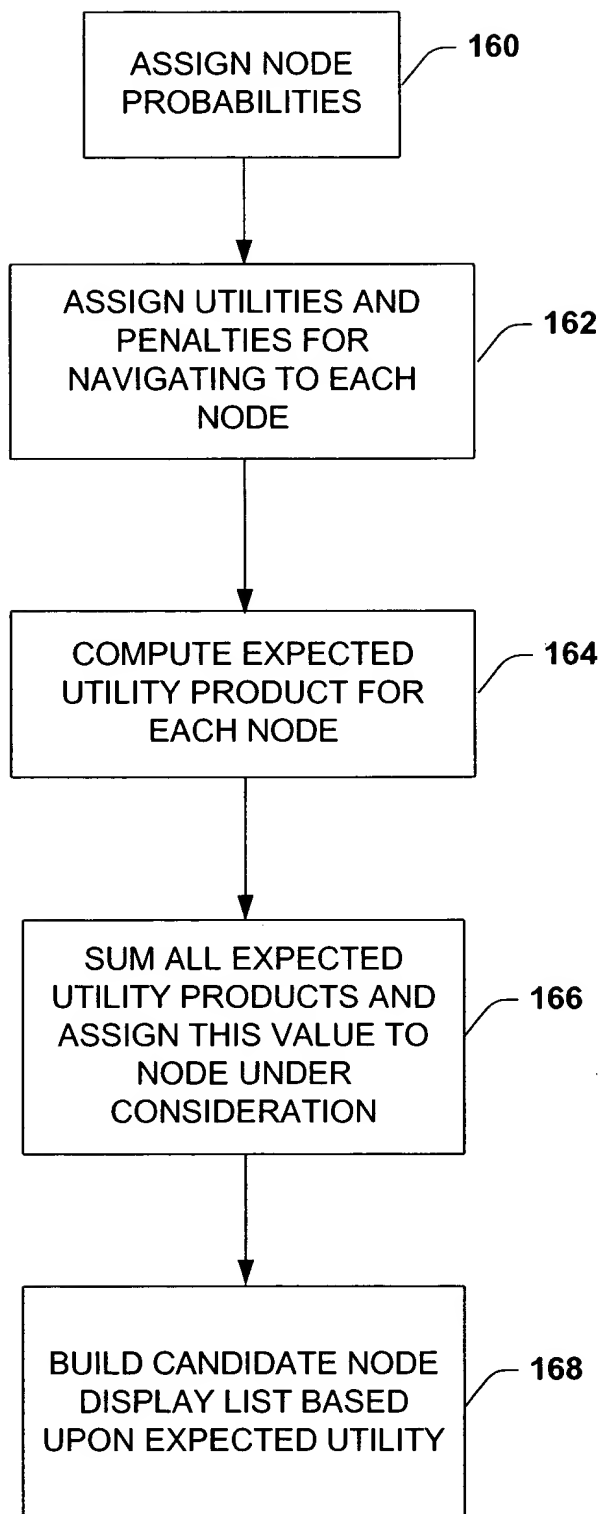 ASSIGN NODE
PROBABILITIES
160
ASSIGN UTILITIES AND
PENALTIES FOR
NAVIGATING TO EACH
NODE
162
COMPUTE EXPECTED
UTILITY PRODUCT FOR
EACH NODE
164
SUM ALL EXPECTED
UTILITY PRODUCTS AND
ASSIGN THIS VALUE TO
NODE UNDER
CONSIDERATION
166
BUILD CANDIDATE NODE
DISPLAY LIST BASED
UPON EXPECTED UTILITY
168